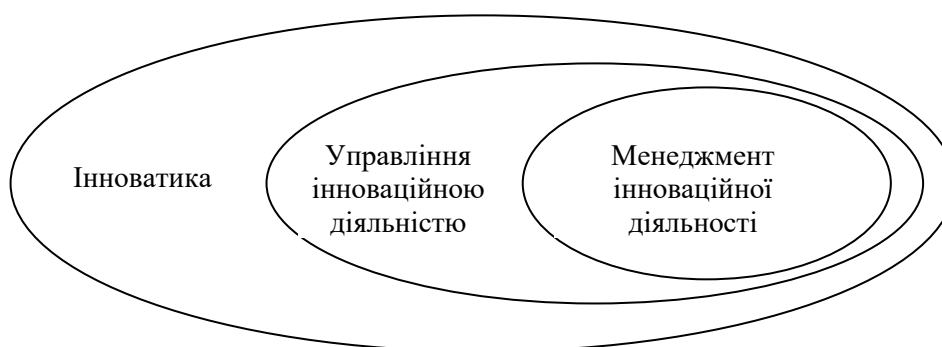 Інноватика
Управління
інноваційною
діяльністю
Менеджмент
інноваційної
діяльності